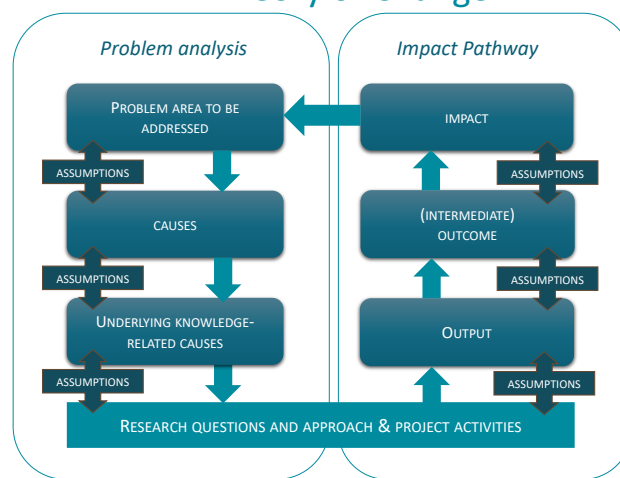 Problem analysis
Impact Pathway
PROBLEM AREA TO BE
ADDRESSED
IMPACT
ASSUMPTIONS
ASSUMPTIONS
CAUSES
(INTERMEDIATE)
OUTCOME
ASSUMPTIONS
ASSUMPTIONS
UNDERLYING KNOWLEDGE-
RELATED CAUSES
OUTPUT
ASSUMPTIONS
ASSUMPTIONS
RESEARCH QUESTIONS AND APPROACH & PROJECT ACTIVITIES